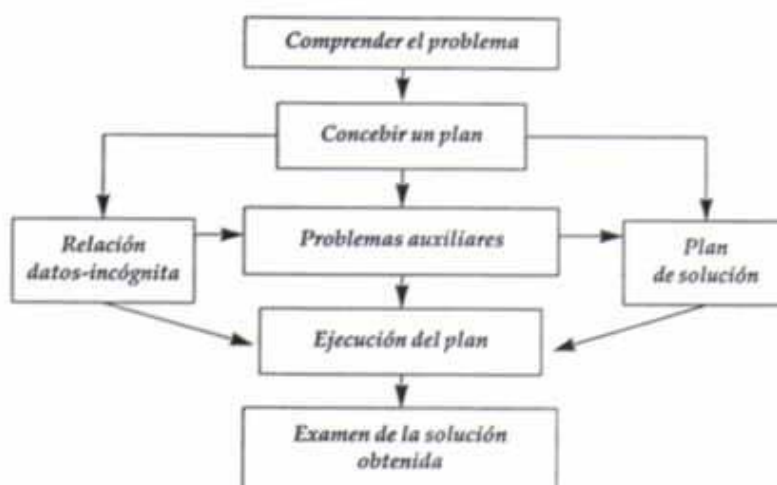 Comprender el problema
Concebir un plan
Relación
datos-incógnita
Problemas auxiliares
Plan
de solución
Ejecución del plan
Examen de la solución
obtenida